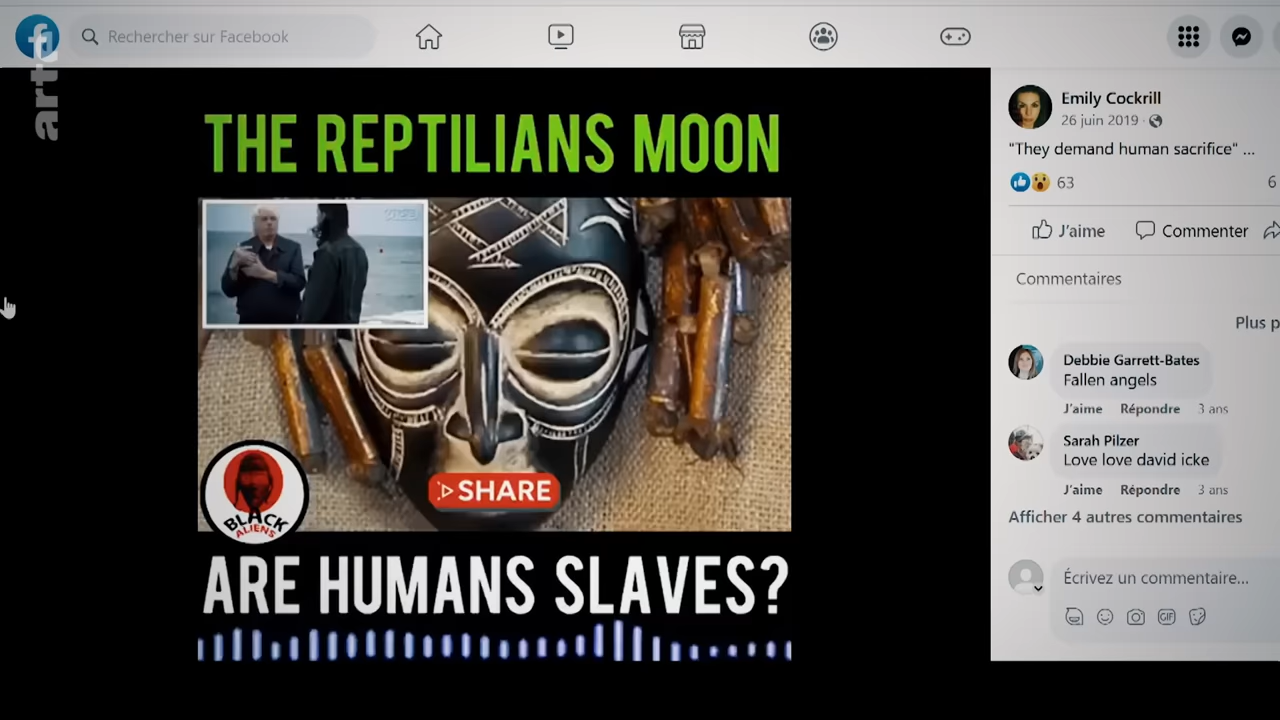 Rechercher sur Facebook
arte
THE REPTILIANS MOON
SHARE
BLACK
ALIENS
ARE HUMANS SLAVES?
Emily Cockrill
26 juin 2019 ·
"They demand human sacrifice" ...
63
6
J'aime
Commenter
Commentaires
Plus p
Debbie Garrett-Bates
Fallen angels
J'aime Répondre 3 ans
Sarah Pilzer
Love love david icke
J'aime Répondre 3 ans
Afficher 4 autres commentaires
Écrivez un commentaire...
GIF